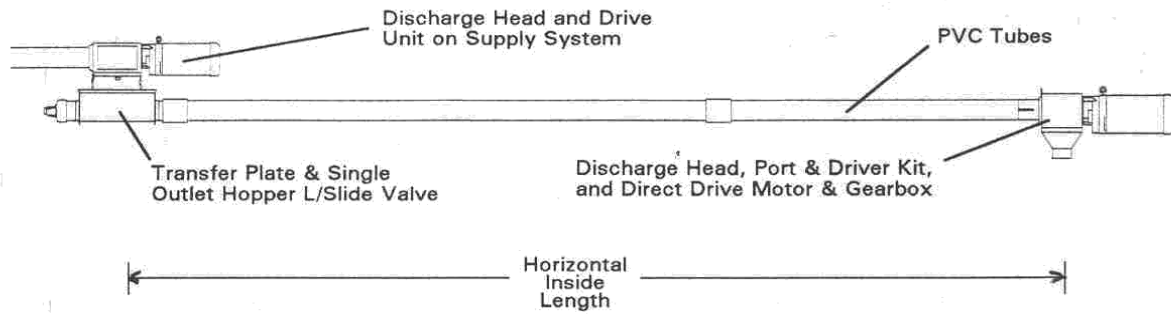 Discharge Head and Drive
Unit on Supply System
PVC Tubes
Transfer Plate & Single
Outlet Hopper L/Slide Valve
Discharge Head, Port & Driver Kit,
and Direct Drive Motor & Gearbox
Horizontal
Inside
Length